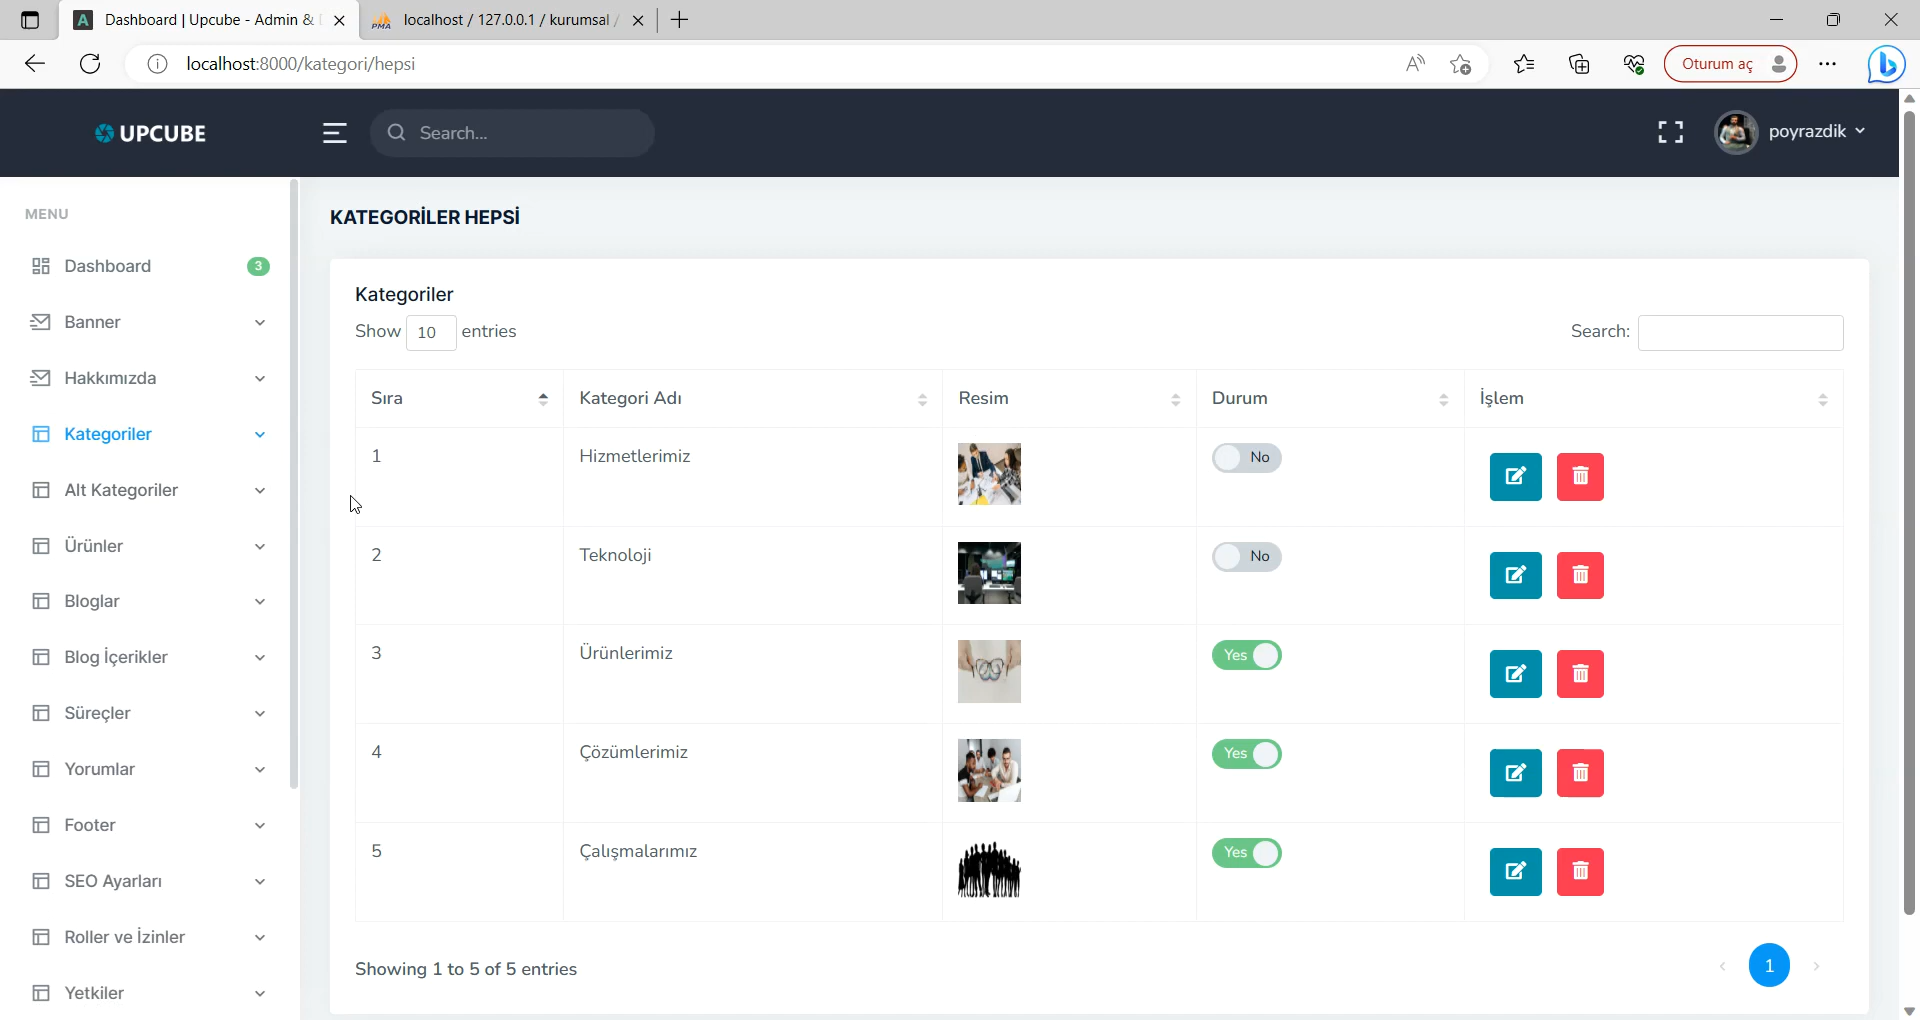 Dashboard | Upcube - Admin &
PMA localhost / 127.0.0.1 / kurumsal /
localhost:8000/kategori/hepsi
Oturum aç
UPCUBE
Search...
poyrazdik
MENU
Dashboard 3
Banner
Hakkımızda
Kategoriler
Alt Kategoriler
Ürünler
Bloglar
Blog İçerikler
Süreçler
Yorumlar
Footer
SEO Ayarları
Roller ve İzinler
Yetkiler
KATEGORİLER HEPSİ
Kategoriler
Show 10 entries
Search:
Sıra Kategori Adı Resim Durum İşlem
1 Hizmetlerimiz No
2 Teknoloji No
3 Ürünlerimiz Yes
4 Çözümlerimiz Yes
5 Çalışmalarımız Yes
Showing 1 to 5 of 5 entries
1